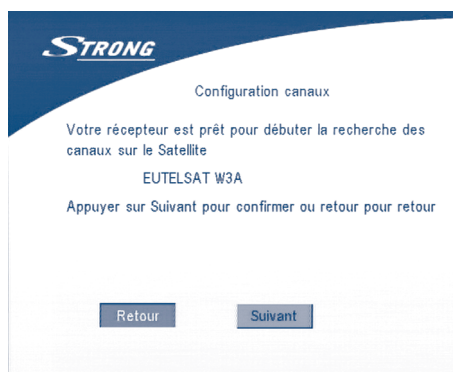 STRONG
Configuration canaux
Votre récepteur est prêt pour débuter la recherche des
canaux sur le Satellite
EUTELSAT W3A
Appuyer sur Suivant pour confirmer ou retour pour retour
Retour
Suivant